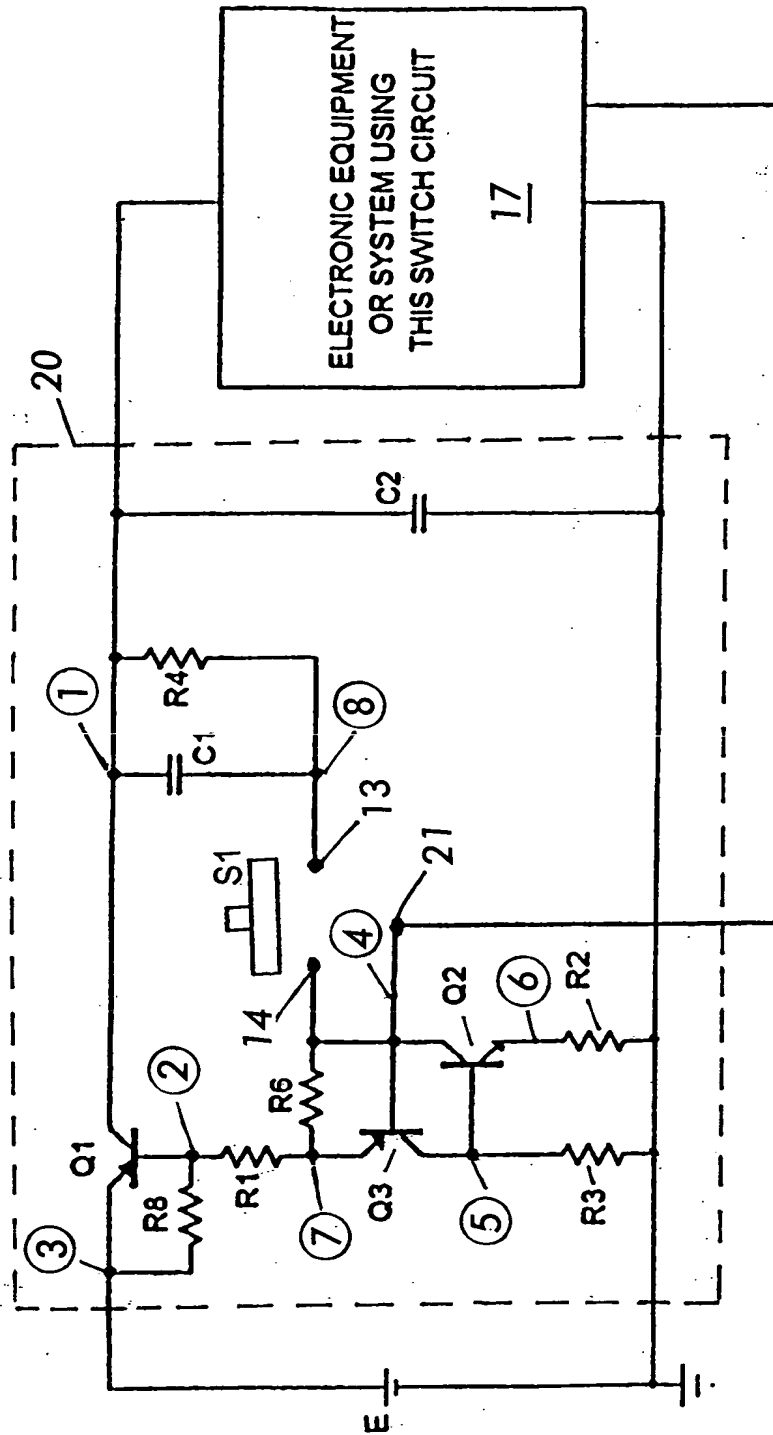 20
1
3
Q1
2
R8
R1
R6
7
Q3
5
R3
14
S1
4
21
Q2
6
R2
13
8
C1
R4
C2
E
ELECTRONIC EQUIPMENT
OR SYSTEM USING
THIS SWITCH CIRCUIT
17